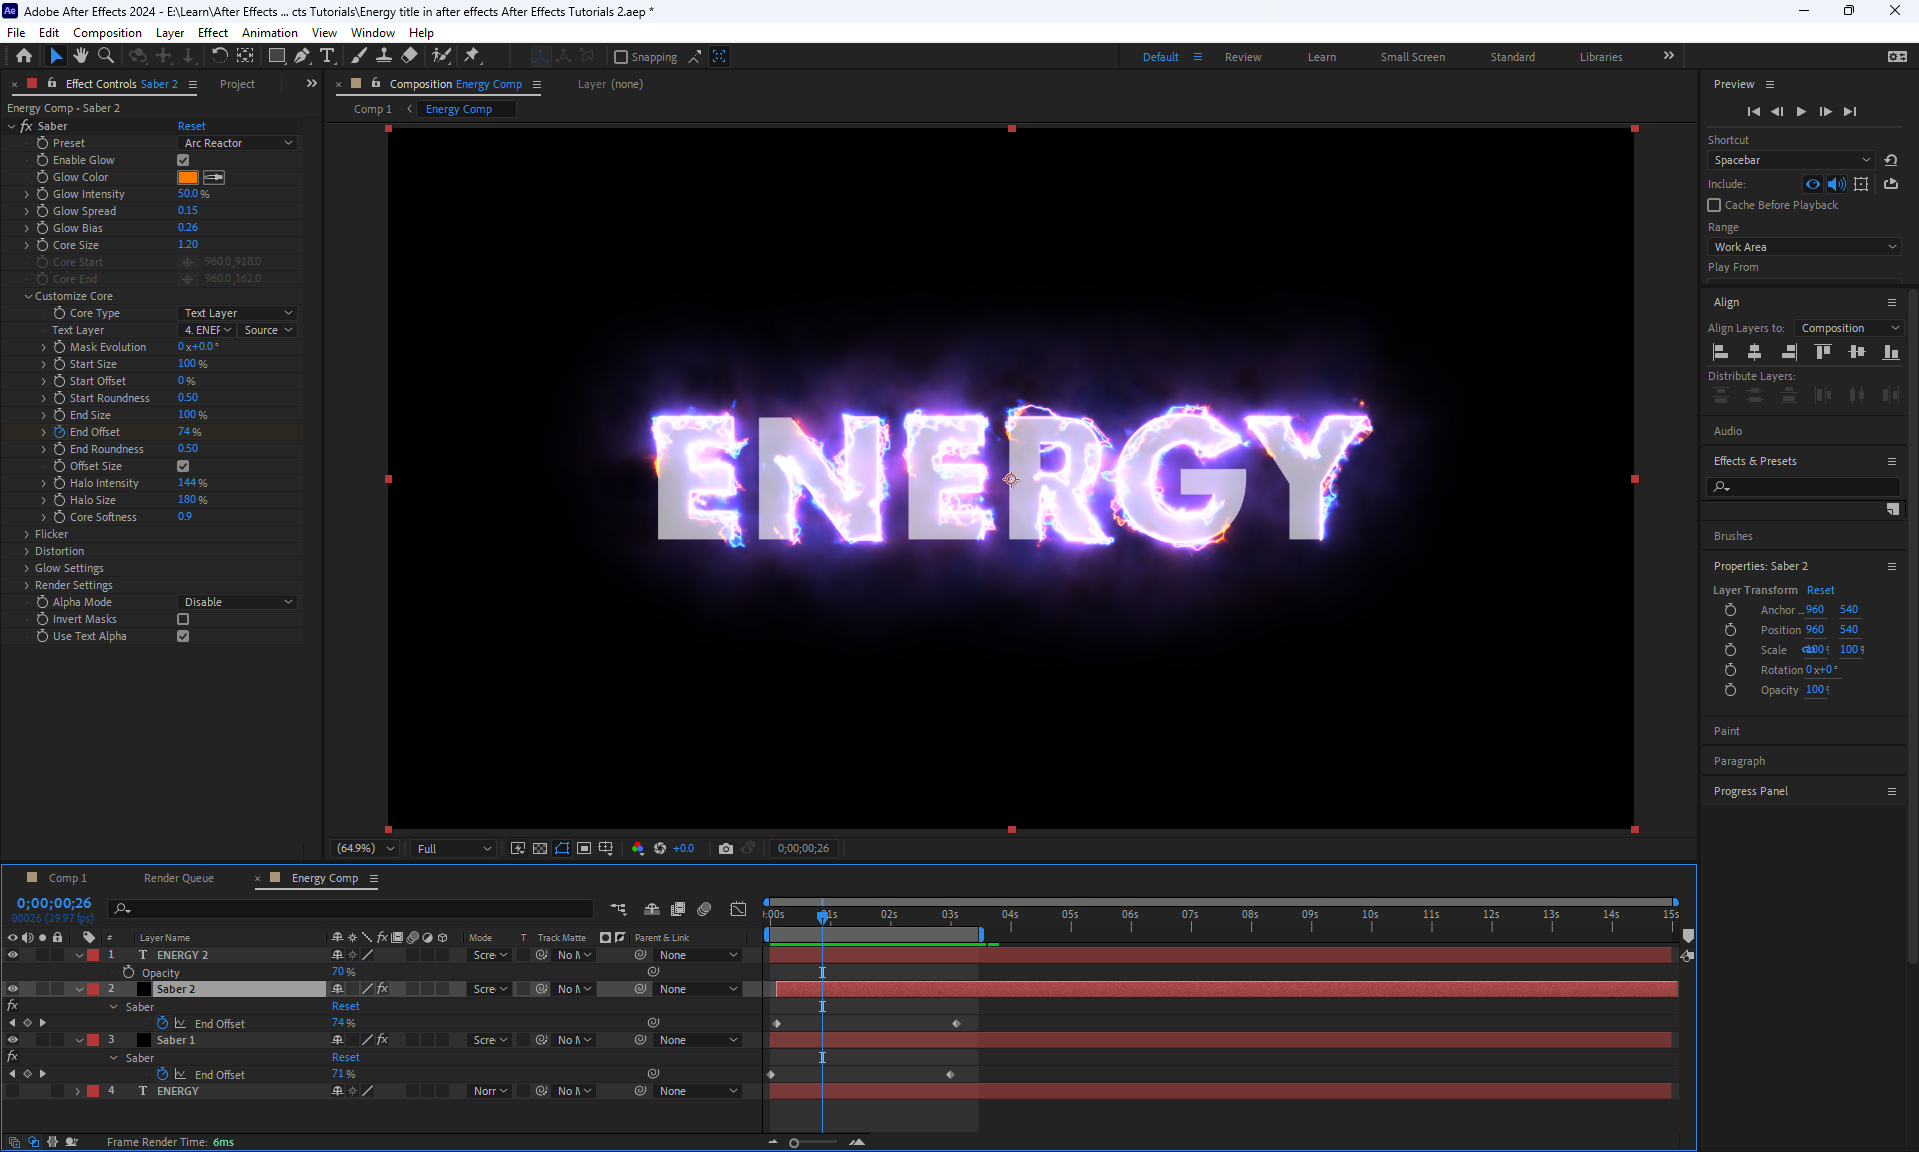 Adobe After Effects 2024 - E:\Learn\After Effects ... cts Tutorials\Energy title in after effects After Effects Tutorials 2.aep *
File Edit Composition Layer Effect Animation View Window Help
Snapping
Default Review Learn Small Screen Standard Libraries
Effect Controls Saber 2 Project
Energy Comp • Saber 2
fx Saber Reset
Preset Arc Reactor
Enable Glow
Glow Color
Glow Intensity 50.0 %
Glow Spread 0.15
Glow Bias 0.26
Core Size 1.20
Core Start 960.0,918.0
Core End 960.0,162.0
Customize Core
Core Type Text Layer
Text Layer 4. ENEF Source
Mask Evolution 0x+0.0°
Start Size 100 %
Start Offset 0 %
Start Roundness 0.50
End Size 100 %
End Offset 74 %
End Roundness 0.50
Offset Size
Halo Intensity 144 %
Halo Size 180 %
Core Softness 0.9
Flicker
Distortion
Glow Settings
Render Settings
Alpha Mode Disable
Invert Masks
Use Text Alpha
Composition Energy Comp Layer (none)
Comp 1 Energy Comp
ENERGY
(64.9%) Full +0.0 0;00;00;26
Preview
Shortcut
Spacebar
Include:
Cache Before Playback
Range
Work Area
Play From
Align
Align Layers to: Composition
Distribute Layers:
Audio
Effects & Presets
Brushes
Properties: Saber 2
Layer Transform Reset
Anchor ... 960 540
Position 960 540
Scale 100 100
Rotation 0x+0°
Opacity 100
Paint
Paragraph
Progress Panel
Comp 1 Render Queue Energy Comp
0;00;00;26
00026 (29.97 fps)
:00s 01s 02s 03s 04s 05s 06s 07s 08s 09s 10s 11s 12s 13s 14s 15s
# Layer Name Mode T Track Matte Parent & Link
1 T ENERGY 2 Scre No M None
Opacity 70 %
2 Saber 2 fx Scre No M None
fx Saber Reset
End Offset 74 %
3 Saber 1 fx Scre No M None
fx Saber Reset
End Offset 71 %
4 T ENERGY Norr No M None
Frame Render Time: 6ms